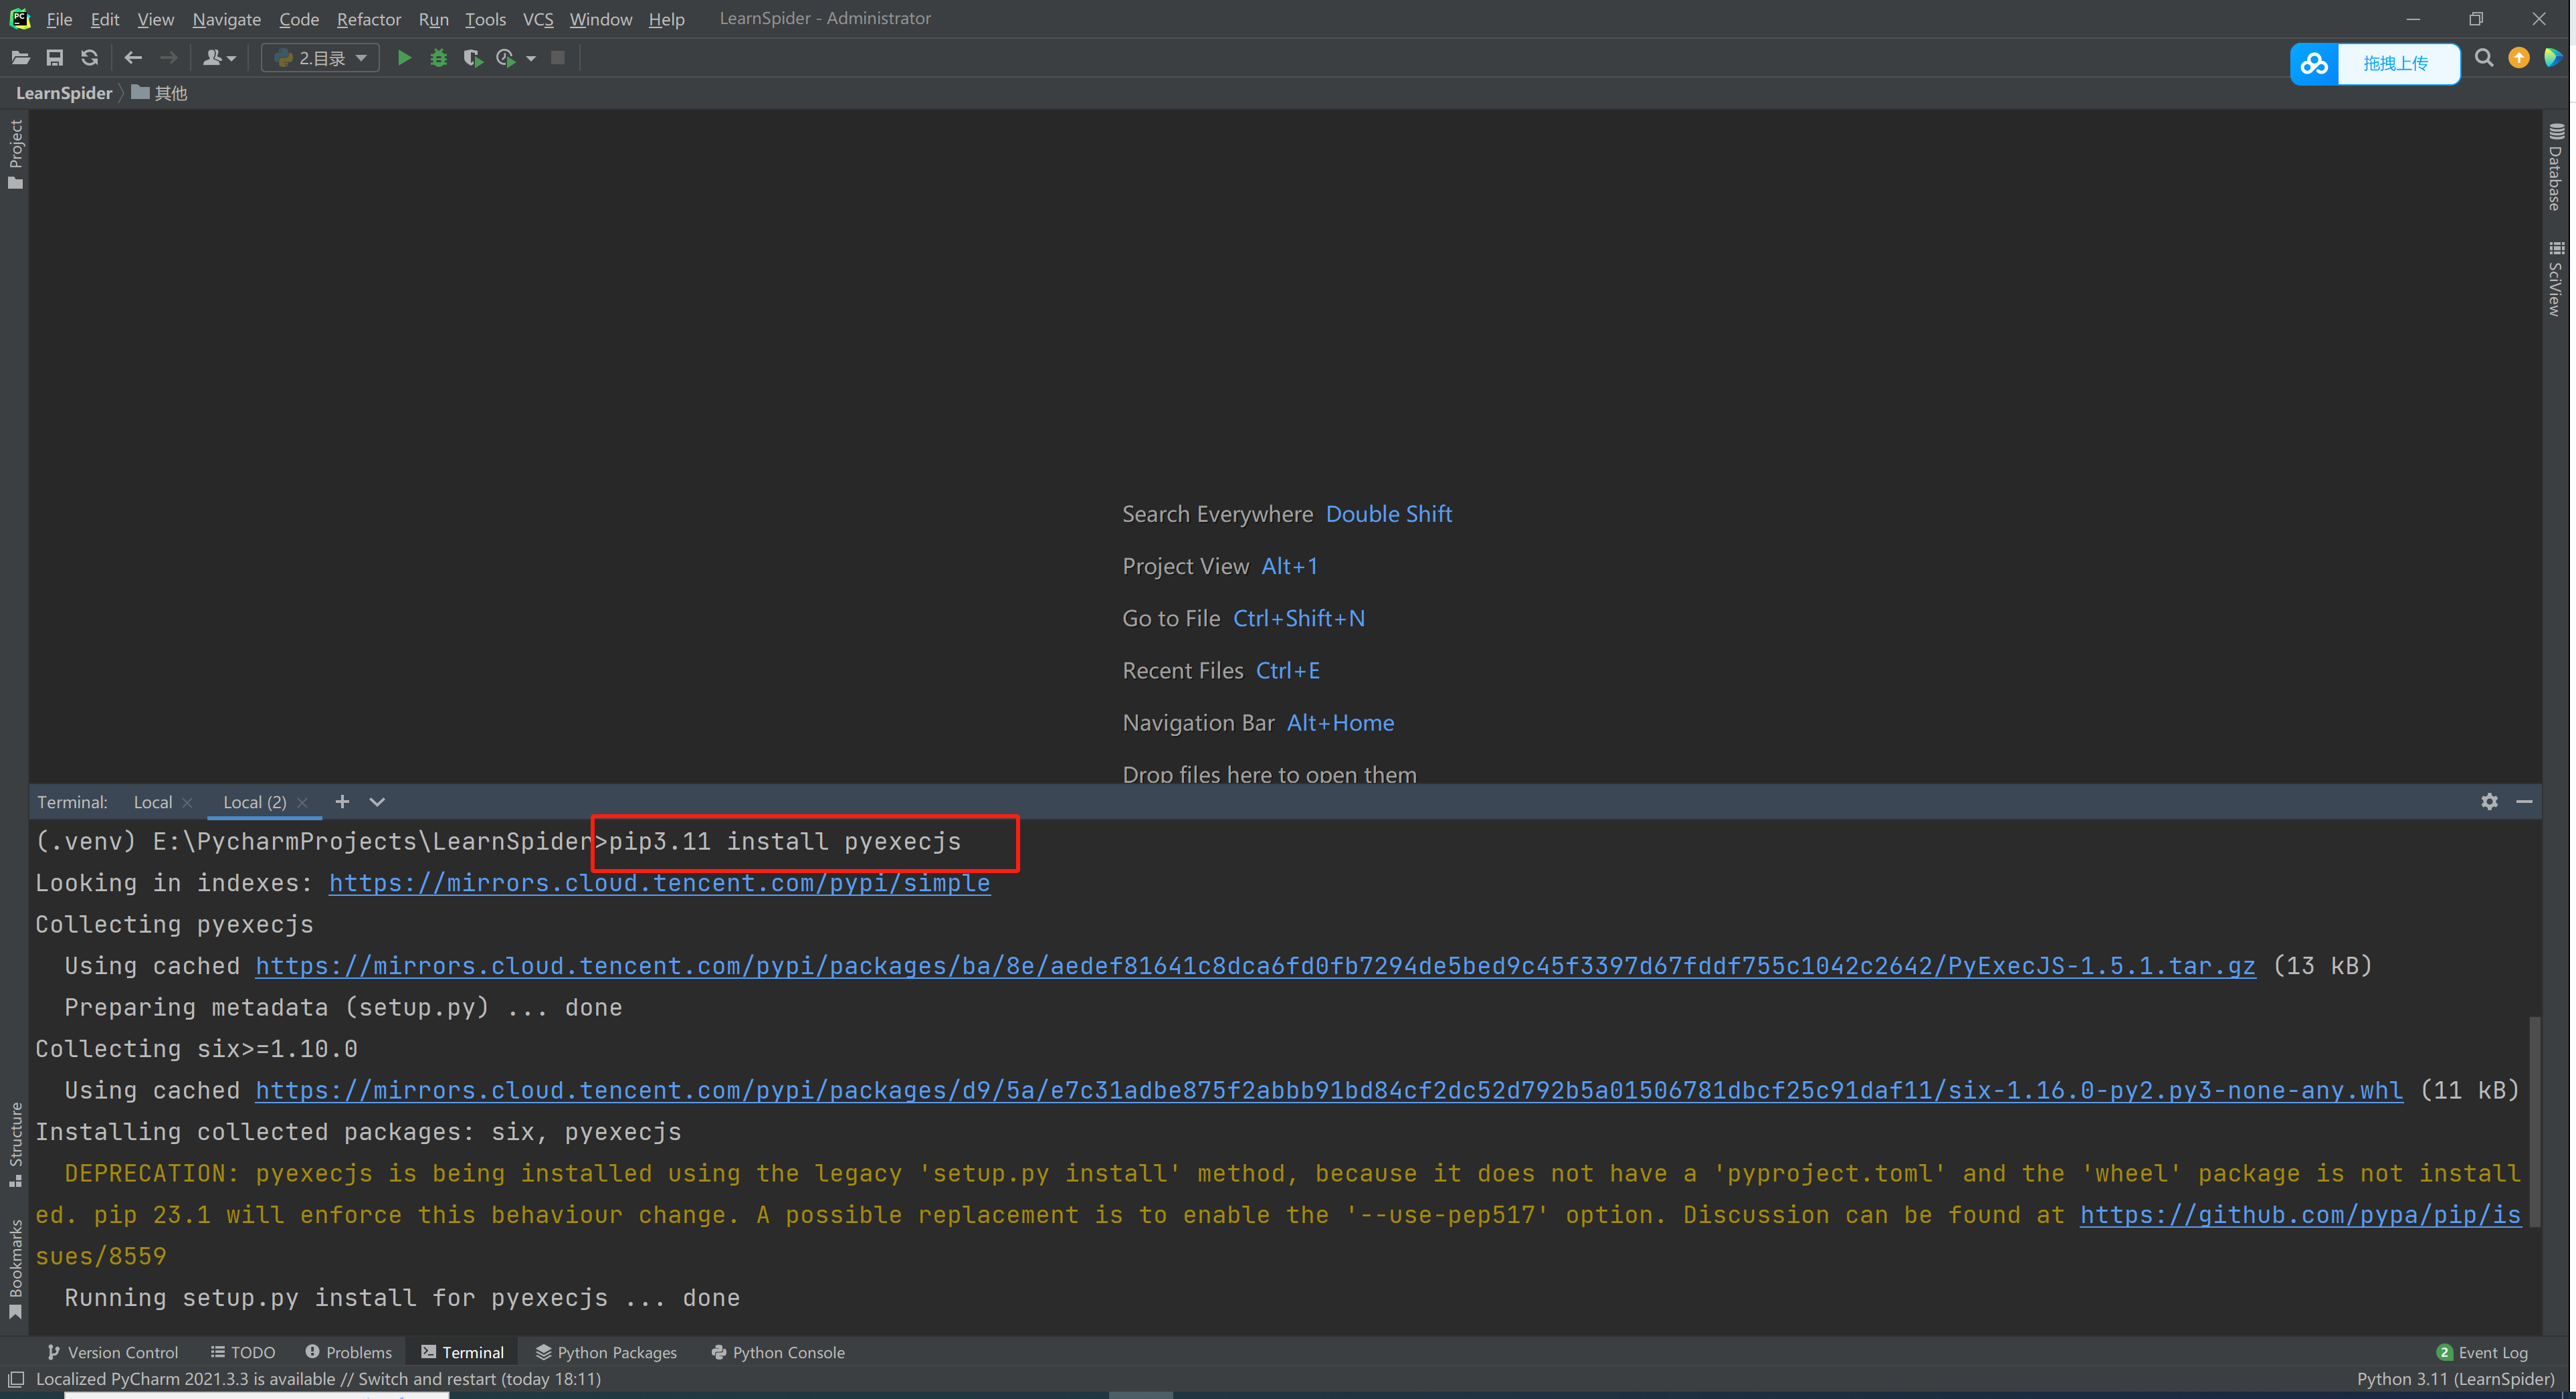 File Edit View Navigate Code Refactor Run Tools VCS Window Help LearnSpider - Administrator
2.目录
拖拽上传
LearnSpider 其他
Project
Database
SciView
Search Everywhere Double Shift
Project View Alt+1
Go to File Ctrl+Shift+N
Recent Files Ctrl+E
Navigation Bar Alt+Home
Drop files here to open them
Terminal: Local Local (2)
(.venv) E:\PycharmProjects\LearnSpider>pip3.11 install pyexecjs
Looking in indexes: https://mirrors.cloud.tencent.com/pypi/simple
Collecting pyexecjs
Using cached https://mirrors.cloud.tencent.com/pypi/packages/ba/8e/aedef81641c8dca6fd0fb7294de5bed9c45f3397d67fddf755c1042c2642/PyExecJS-1.5.1.tar.gz (13 kB)
Preparing metadata (setup.py) ... done
Collecting six>=1.10.0
Using cached https://mirrors.cloud.tencent.com/pypi/packages/d9/5a/e7c31adbe875f2abbb91bd84cf2dc52d792b5a01506781dbcf25c91daf11/six-1.16.0-py2.py3-none-any.whl (11 kB)
Installing collected packages: six, pyexecjs
DEPRECATION: pyexecjs is being installed using the legacy 'setup.py install' method, because it does not have a 'pyproject.toml' and the 'wheel' package is not install
ed. pip 23.1 will enforce this behaviour change. A possible replacement is to enable the '--use-pep517' option. Discussion can be found at https://github.com/pypa/pip/is
sues/8559
Running setup.py install for pyexecjs ... done
Structure
Bookmarks
Version Control TODO Problems Terminal Python Packages Python Console 2 Event Log
Localized PyCharm 2021.3.3 is available // Switch and restart (today 18:11) Python 3.11 (LearnSpider)